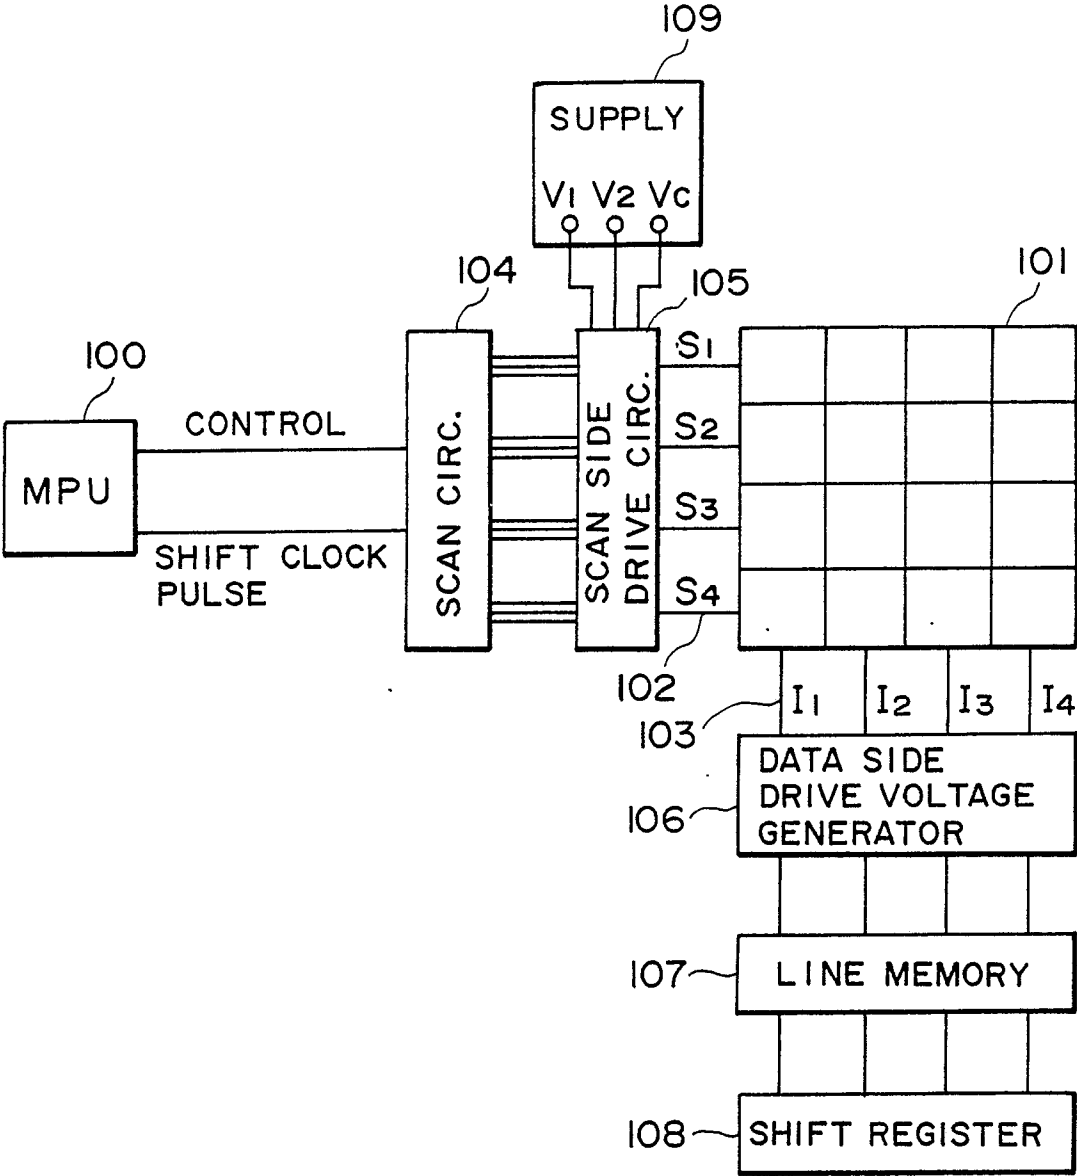 109
SUPPLY
V1 V2 VC
104
105
101
100
S1
CONTROL
MPU
SCAN CIRC.
SCAN SIDE
DRIVE CIRC.
S2
S3
SHIFT CLOCK
PULSE
S4
102
103
I1 I2 I3 I4
DATA SIDE
DRIVE VOLTAGE
GENERATOR
106
107
LINE MEMORY
108
SHIFT REGISTER